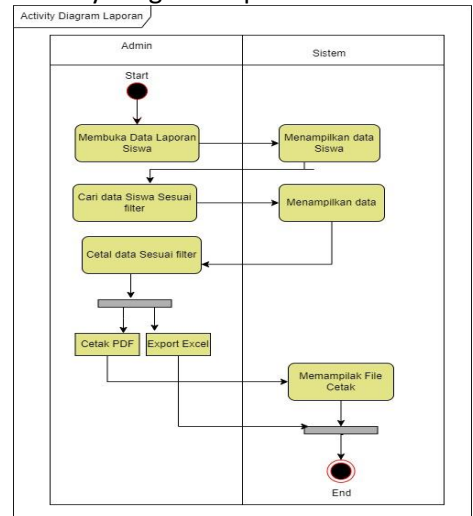 Activity Diagram Laporan
Admin
Sistem
Start
Membuka Data Laporan
Siswa
Menampilkan data
Siswa
Cari data Siswa Sesuai
filter
Menampilkan data
Cetal data Sesuai filter
Cetak PDF
Export Excel
Memampilak File
Cetak
End